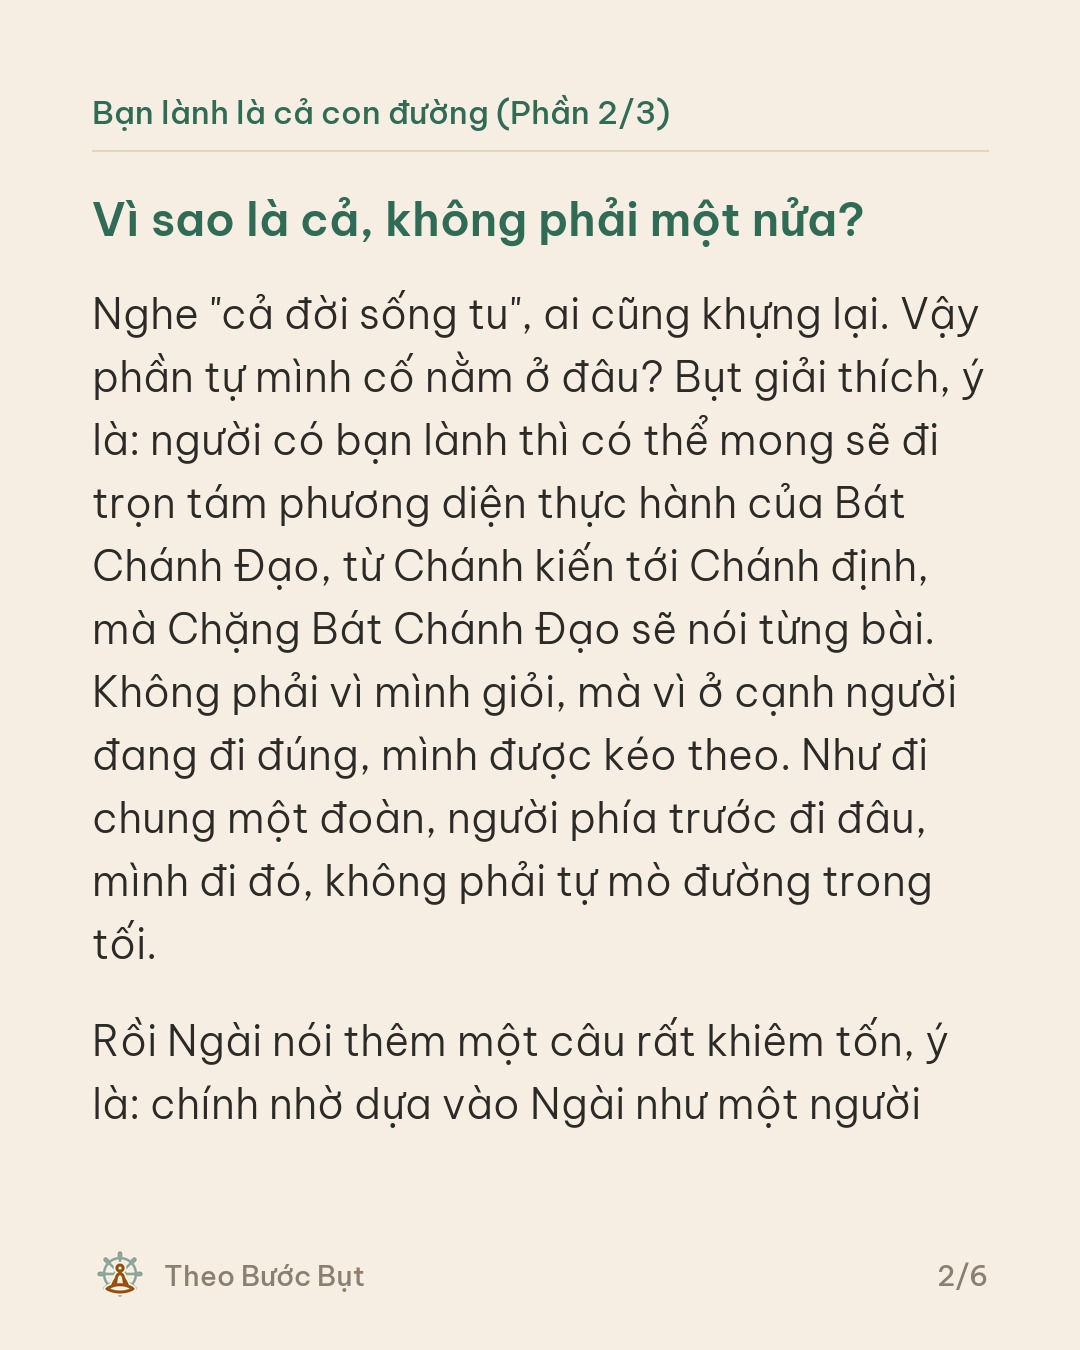 Bạn lành là cả con đường (Phần 2/3)
Vì sao là cả, không phải một nửa?
Nghe "cả đời sống tu", ai cũng khựng lại. Vậy
phần tự mình cố nằm ở đâu? Bụt giải thích, ý
là: người có bạn lành thì có thể mong sẽ đi
trọn tám phương diện thực hành của Bát
Chánh Đạo, từ Chánh kiến tới Chánh định,
mà Chặng Bát Chánh Đạo sẽ nói từng bài.
Không phải vì mình giỏi, mà vì ở cạnh người
đang đi đúng, mình được kéo theo. Như đi
chung một đoàn, người phía trước đi đâu,
mình đi đó, không phải tự mò đường trong
tối.
Rồi Ngài nói thêm một câu rất khiêm tốn, ý
là: chính nhờ dựa vào Ngài như một người
Theo Bước Bụt
2/6